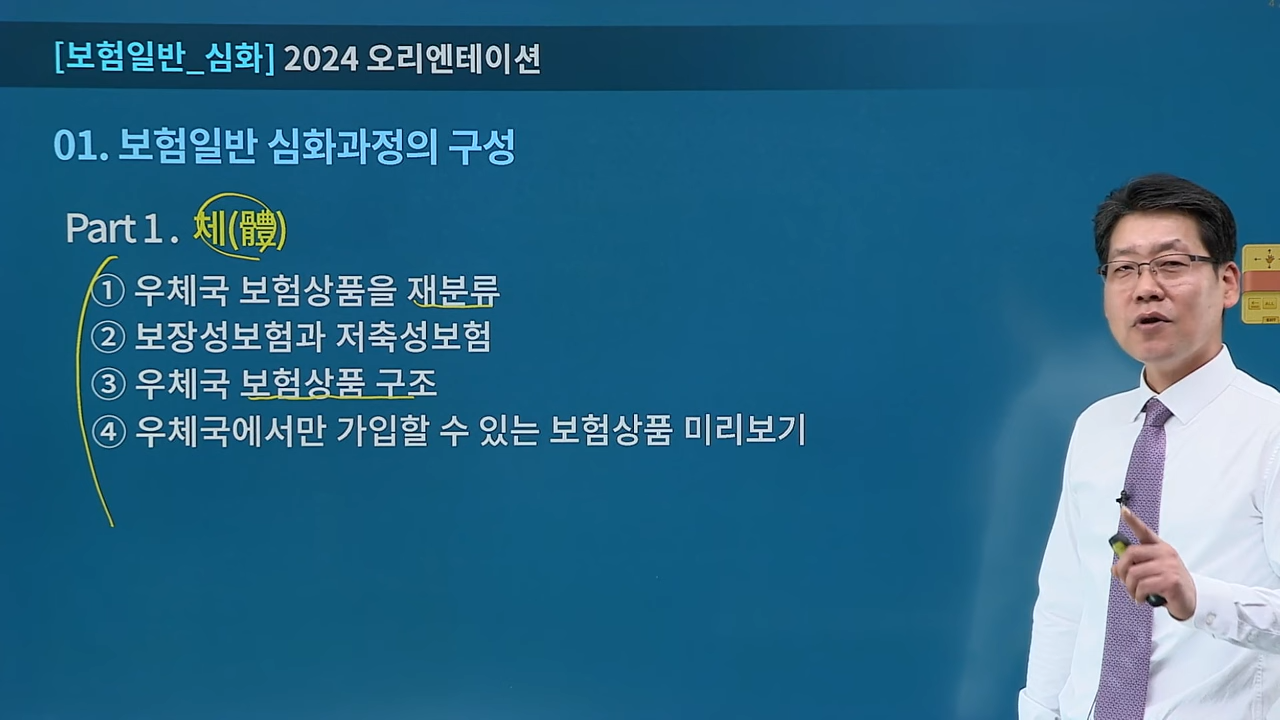 [보험일반_심화] 2024 오리엔테이션
01. 보험일반 심화과정의 구성
Part 1. 체(體)
① 우체국 보험상품을 재분류
② 보장성보험과 저축성보험
③ 우체국 보험상품 구조
④ 우체국에서만 가입할 수 있는 보험상품 미리보기